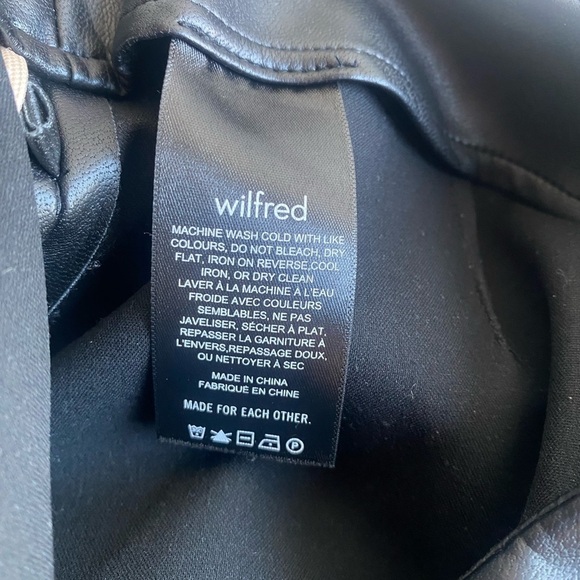 wilfred
MACHINE WASH COLD WITH LIKE
COLOURS, DO NOT BLEACH, DRY
FLAT, IRON ON REVERSE,COOL
IRON, OR DRY CLEAN
LAVER À LA MACHINE À L'EAU
FROIDE AVEC COULEURS
SEMBLABLES, NE PAS
JAVELISER, SÉCHER À PLAT,
REPASSER LA GARNITURE À
L'ENVERS,REPASSAGE DOUX,
OU NETTOYER À SEC
MADE IN CHINA
FABRIQUÉ EN CHINE
MADE FOR EACH OTHER.